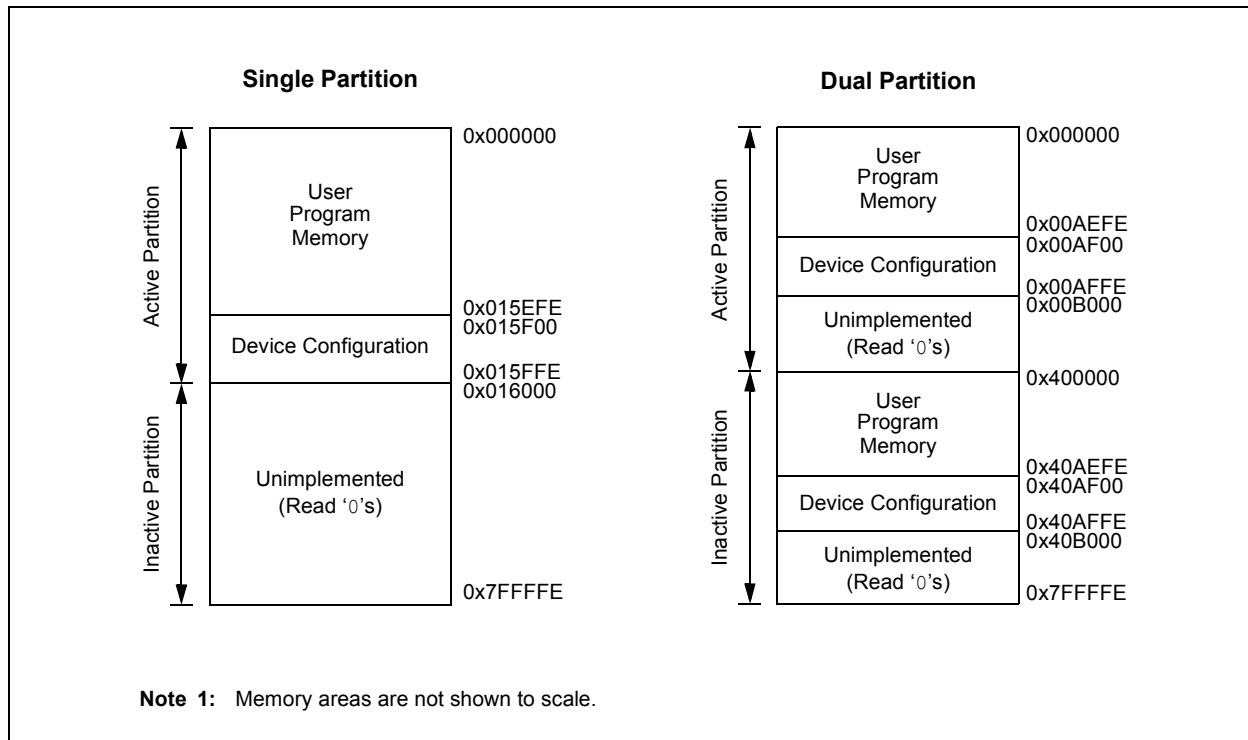 Single Partition
Active Partition
Inactive Partition
User
Program
Memory
Device Configuration
Unimplemented
(Read ‘0’s)
0x000000
0x015EFE
0x015F00
0x015FFE
0x016000
0x7FFFFE
Dual Partition
Active Partition
Inactive Partition
User
Program
Memory
Device Configuration
Unimplemented
(Read ‘0’s)
User
Program
Memory
Device Configuration
Unimplemented
(Read ‘0’s)
0x000000
0x00AEFE
0x00AF00
0x00AFFE
0x00B000
0x400000
0x40AEFE
0x40AF00
0x40AFFE
0x40B000
0x7FFFFE
Note 1: Memory areas are not shown to scale.